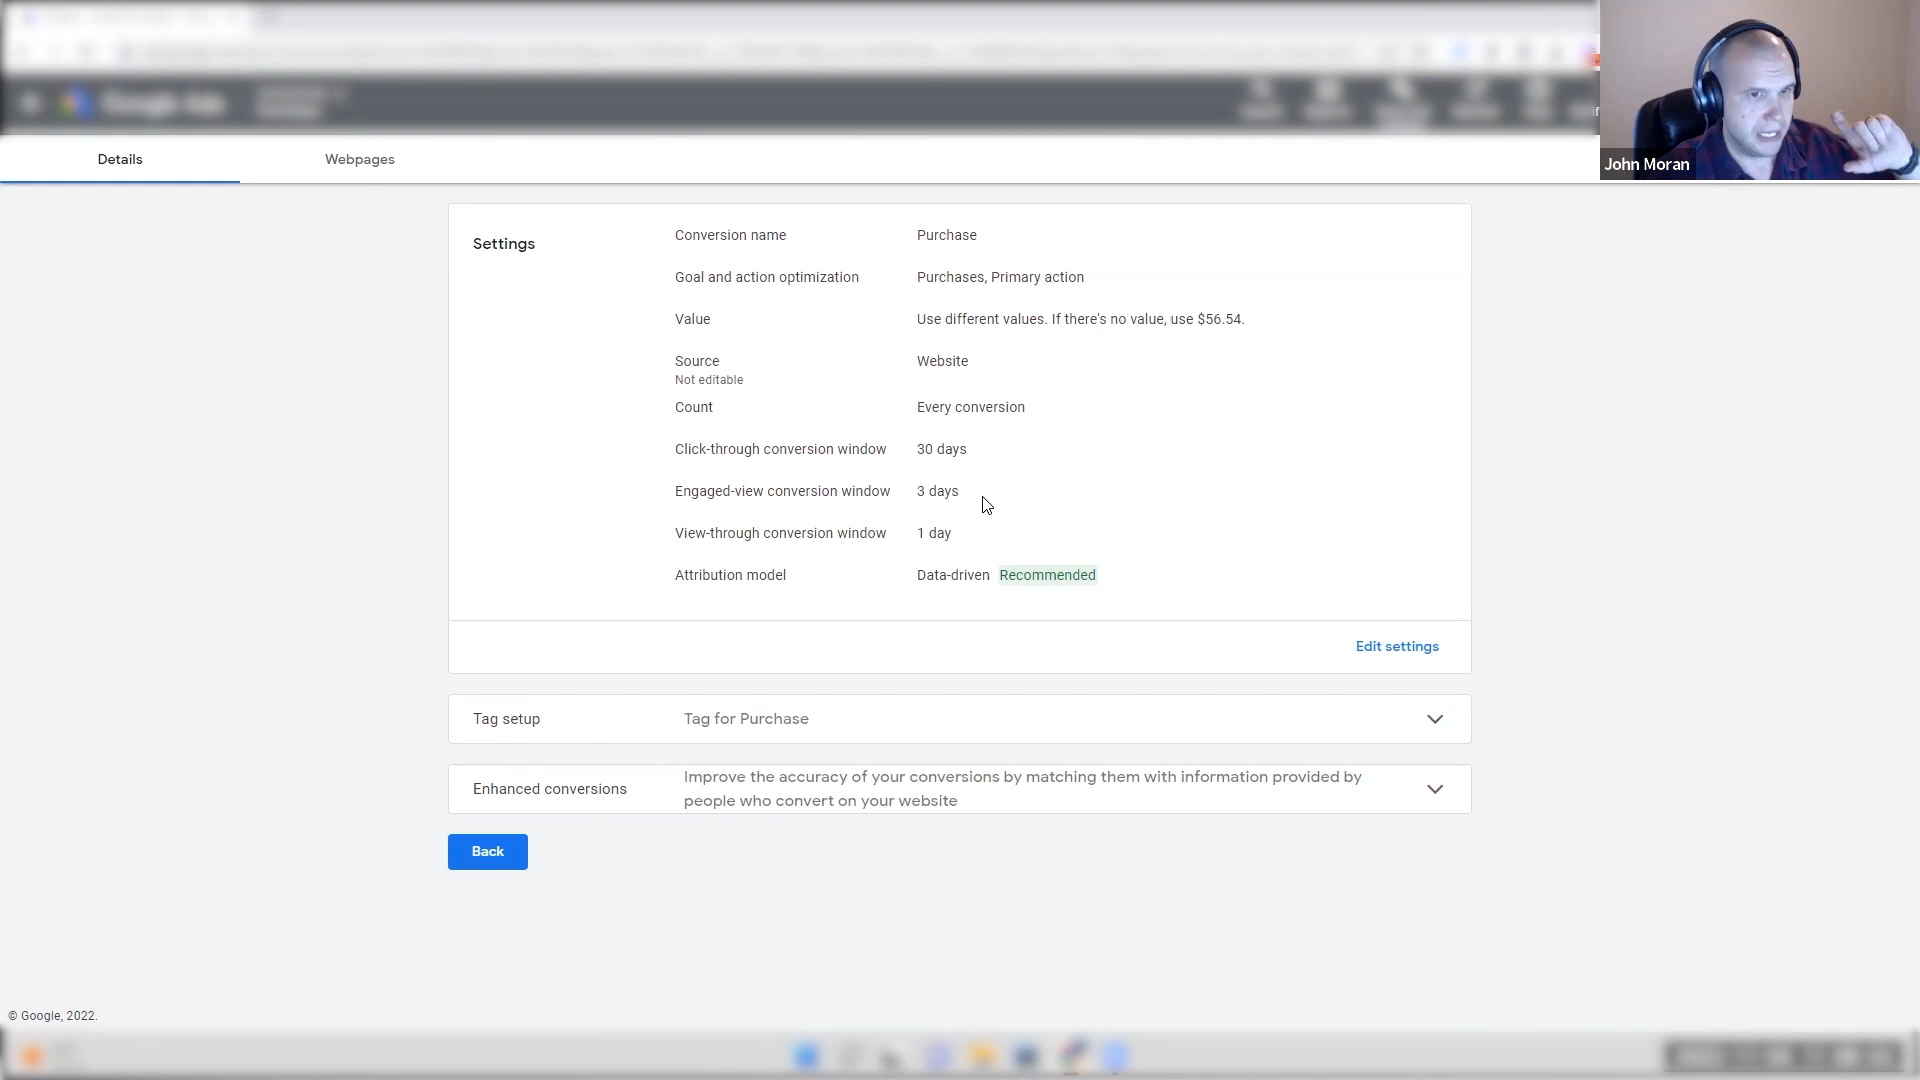 Google Ads
John Moran
Details
Webpages
Settings
Conversion name
Purchase
Goal and action optimization
Purchases, Primary action
Value
Use different values. If there's no value, use $56.54.
Source
Not editable
Website
Count
Every conversion
Click-through conversion window
30 days
Engaged-view conversion window
3 days
View-through conversion window
1 day
Attribution model
Data-driven Recommended
Edit settings
Tag setup
Tag for Purchase
Enhanced conversions
Improve the accuracy of your conversions by matching them with information provided by
people who convert on your website
Back
© Google, 2022.